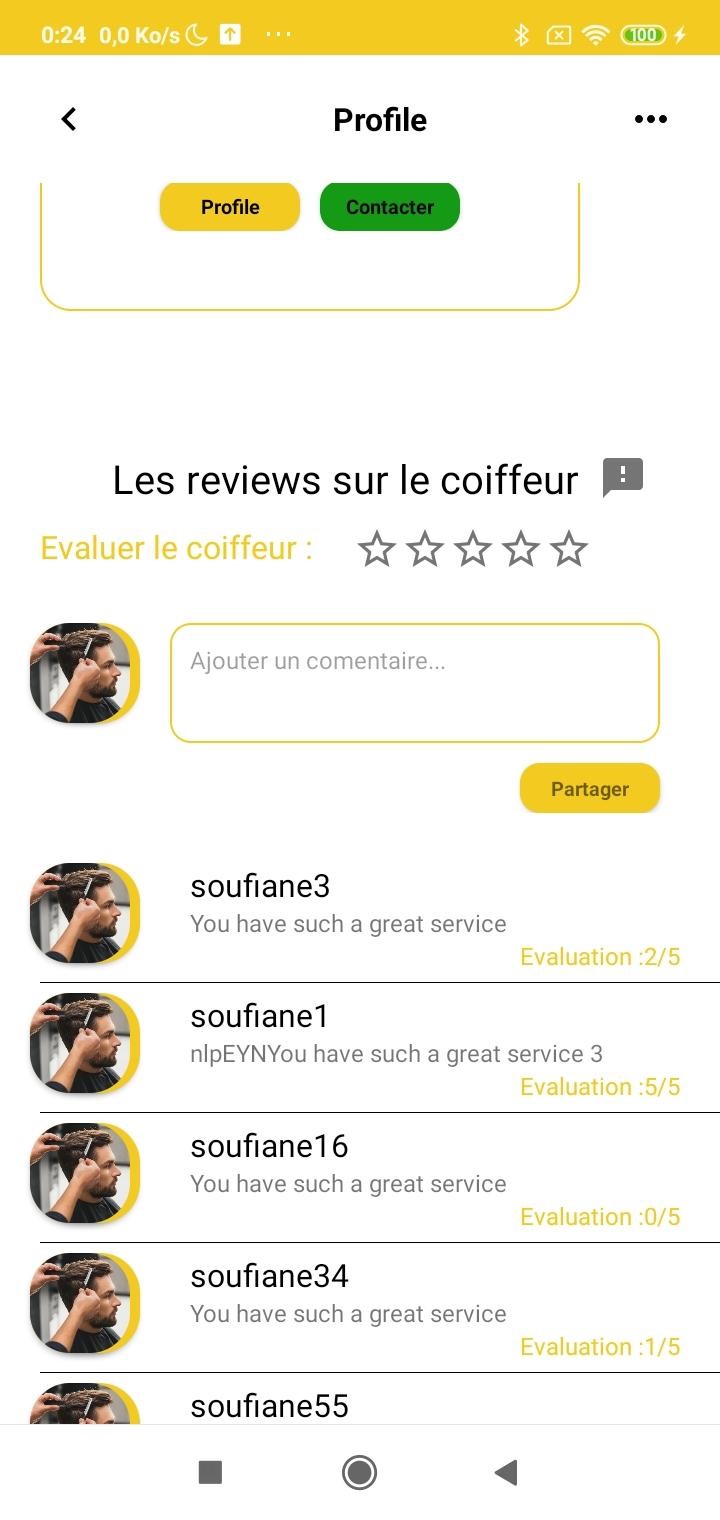 0:24 0,0 Ko/s ... 100
Profile
Profile Contacter
Les reviews sur le coiffeur
Evaluer le coiffeur :
Ajouter un comentaire...
Partager
soufiane3
You have such a great service
Evaluation :2/5
soufiane1
nlpEYNYou have such a great service 3
Evaluation :5/5
soufiane16
You have such a great service
Evaluation :0/5
soufiane34
You have such a great service
Evaluation :1/5
soufiane55